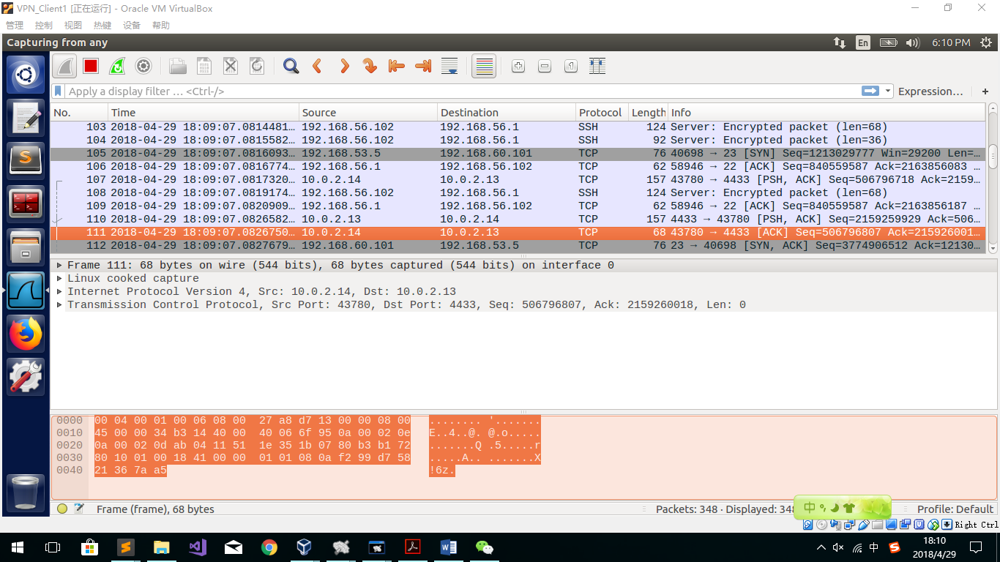 VPN_Client1 [正在运行] - Oracle VM VirtualBox
管理 控制 视图 热键 设备 帮助
Capturing from any En 6:10 PM
Apply a display filter … <Ctrl-/> Expression… +
No. Time Source Destination Protocol Length Info
103 2018-04-29 18:09:07.0814481… 192.168.56.102 192.168.56.1 SSH 124 Server: Encrypted packet (len=68)
104 2018-04-29 18:09:07.0815582… 192.168.56.102 192.168.56.1 SSH 92 Server: Encrypted packet (len=36)
105 2018-04-29 18:09:07.0816093… 192.168.53.5 192.168.60.101 TCP 76 40698 → 23 [SYN] Seq=1213029777 Win=29200 Len=…
106 2018-04-29 18:09:07.0816774… 192.168.56.1 192.168.56.102 TCP 62 58946 → 22 [ACK] Seq=840559587 Ack=2163856083 …
107 2018-04-29 18:09:07.0817320… 10.0.2.14 10.0.2.13 TCP 157 43780 → 4433 [PSH, ACK] Seq=506796718 Ack=2159…
108 2018-04-29 18:09:07.0819174… 192.168.56.102 192.168.56.1 SSH 124 Server: Encrypted packet (len=68)
109 2018-04-29 18:09:07.0820909… 192.168.56.1 192.168.56.102 TCP 62 58946 → 22 [ACK] Seq=840559587 Ack=2163856187 …
110 2018-04-29 18:09:07.0826582… 10.0.2.13 10.0.2.14 TCP 157 4433 → 43780 [PSH, ACK] Seq=2159259929 Ack=506…
111 2018-04-29 18:09:07.0826750… 10.0.2.14 10.0.2.13 TCP 68 43780 → 4433 [ACK] Seq=506796807 Ack=215926001…
112 2018-04-29 18:09:07.0827679… 192.168.60.101 192.168.53.5 TCP 76 23 → 40698 [SYN, ACK] Seq=3774906512 Ack=12130…
Frame 111: 68 bytes on wire (544 bits), 68 bytes captured (544 bits) on interface 0
Linux cooked capture
Internet Protocol Version 4, Src: 10.0.2.14, Dst: 10.0.2.13
Transmission Control Protocol, Src Port: 43780, Dst Port: 4433, Seq: 506796807, Ack: 2159260018, Len: 0
0000 00 04 00 01 00 06 08 00 27 a8 d7 13 00 00 08 00 ........ '.......
0010 45 00 00 34 b3 14 40 00 40 06 6f 95 0a 00 02 0e E..4..@. @.o.....
0020 0a 00 02 0d ab 04 11 51 1e 35 1b 07 80 b3 b1 72 .......Q .5.....r
0030 80 10 01 00 18 41 00 00 01 01 08 0a f2 99 d7 58 .....A.. .......X
0040 21 36 7a a5 !6z.
Frame (frame), 68 bytes Packets: 348 · Displayed: 348 中 Profile: Default
Right Ctrl
中 18:10
2018/4/29